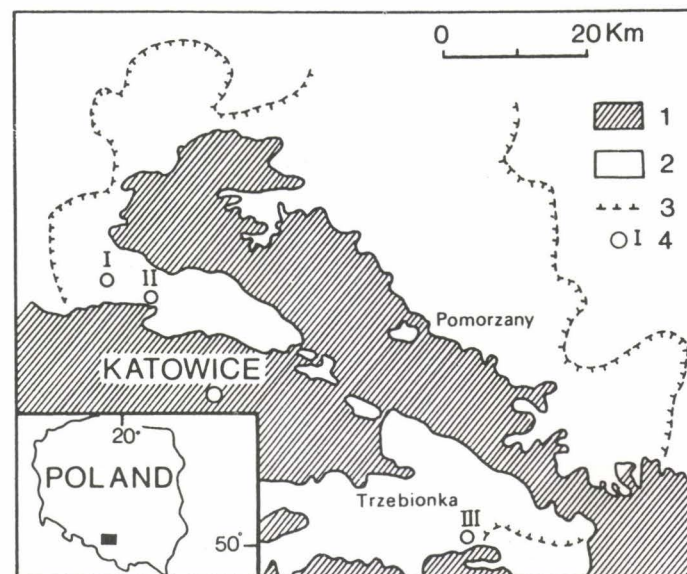 0 20 Km
1
2
3
I 4
I
II
Pomorzany
KATOWICE
20°
POLAND
Trzebionka
III
50°